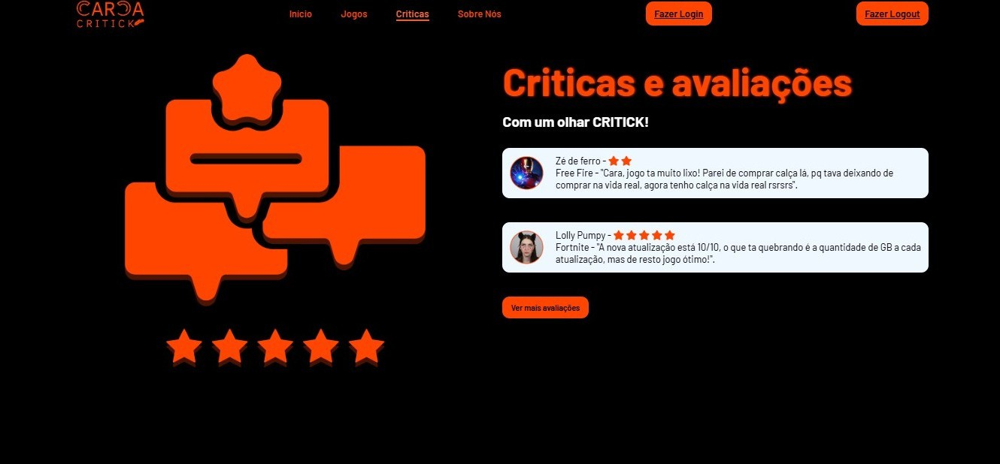 CARCA
CRITICK
Início
Jogos
Criticas
Sobre Nós
Fazer Login
Fazer Logout
Criticas e avaliações
Com um olhar CRITICK!
Zé de ferro -
Free Fire - "Cara, jogo ta muito lixo! Parei de comprar calça lá, pq tava deixando de
comprar na vida real, agora tenho calça na vida real rsrsrs".
Lolly Pumpy -
Fortnite - "A nova atualização está 10/10, o que ta quebrando é a quantidade de GB a cada
atualização, mas de resto jogo ótimo!".
Ver mais avaliações